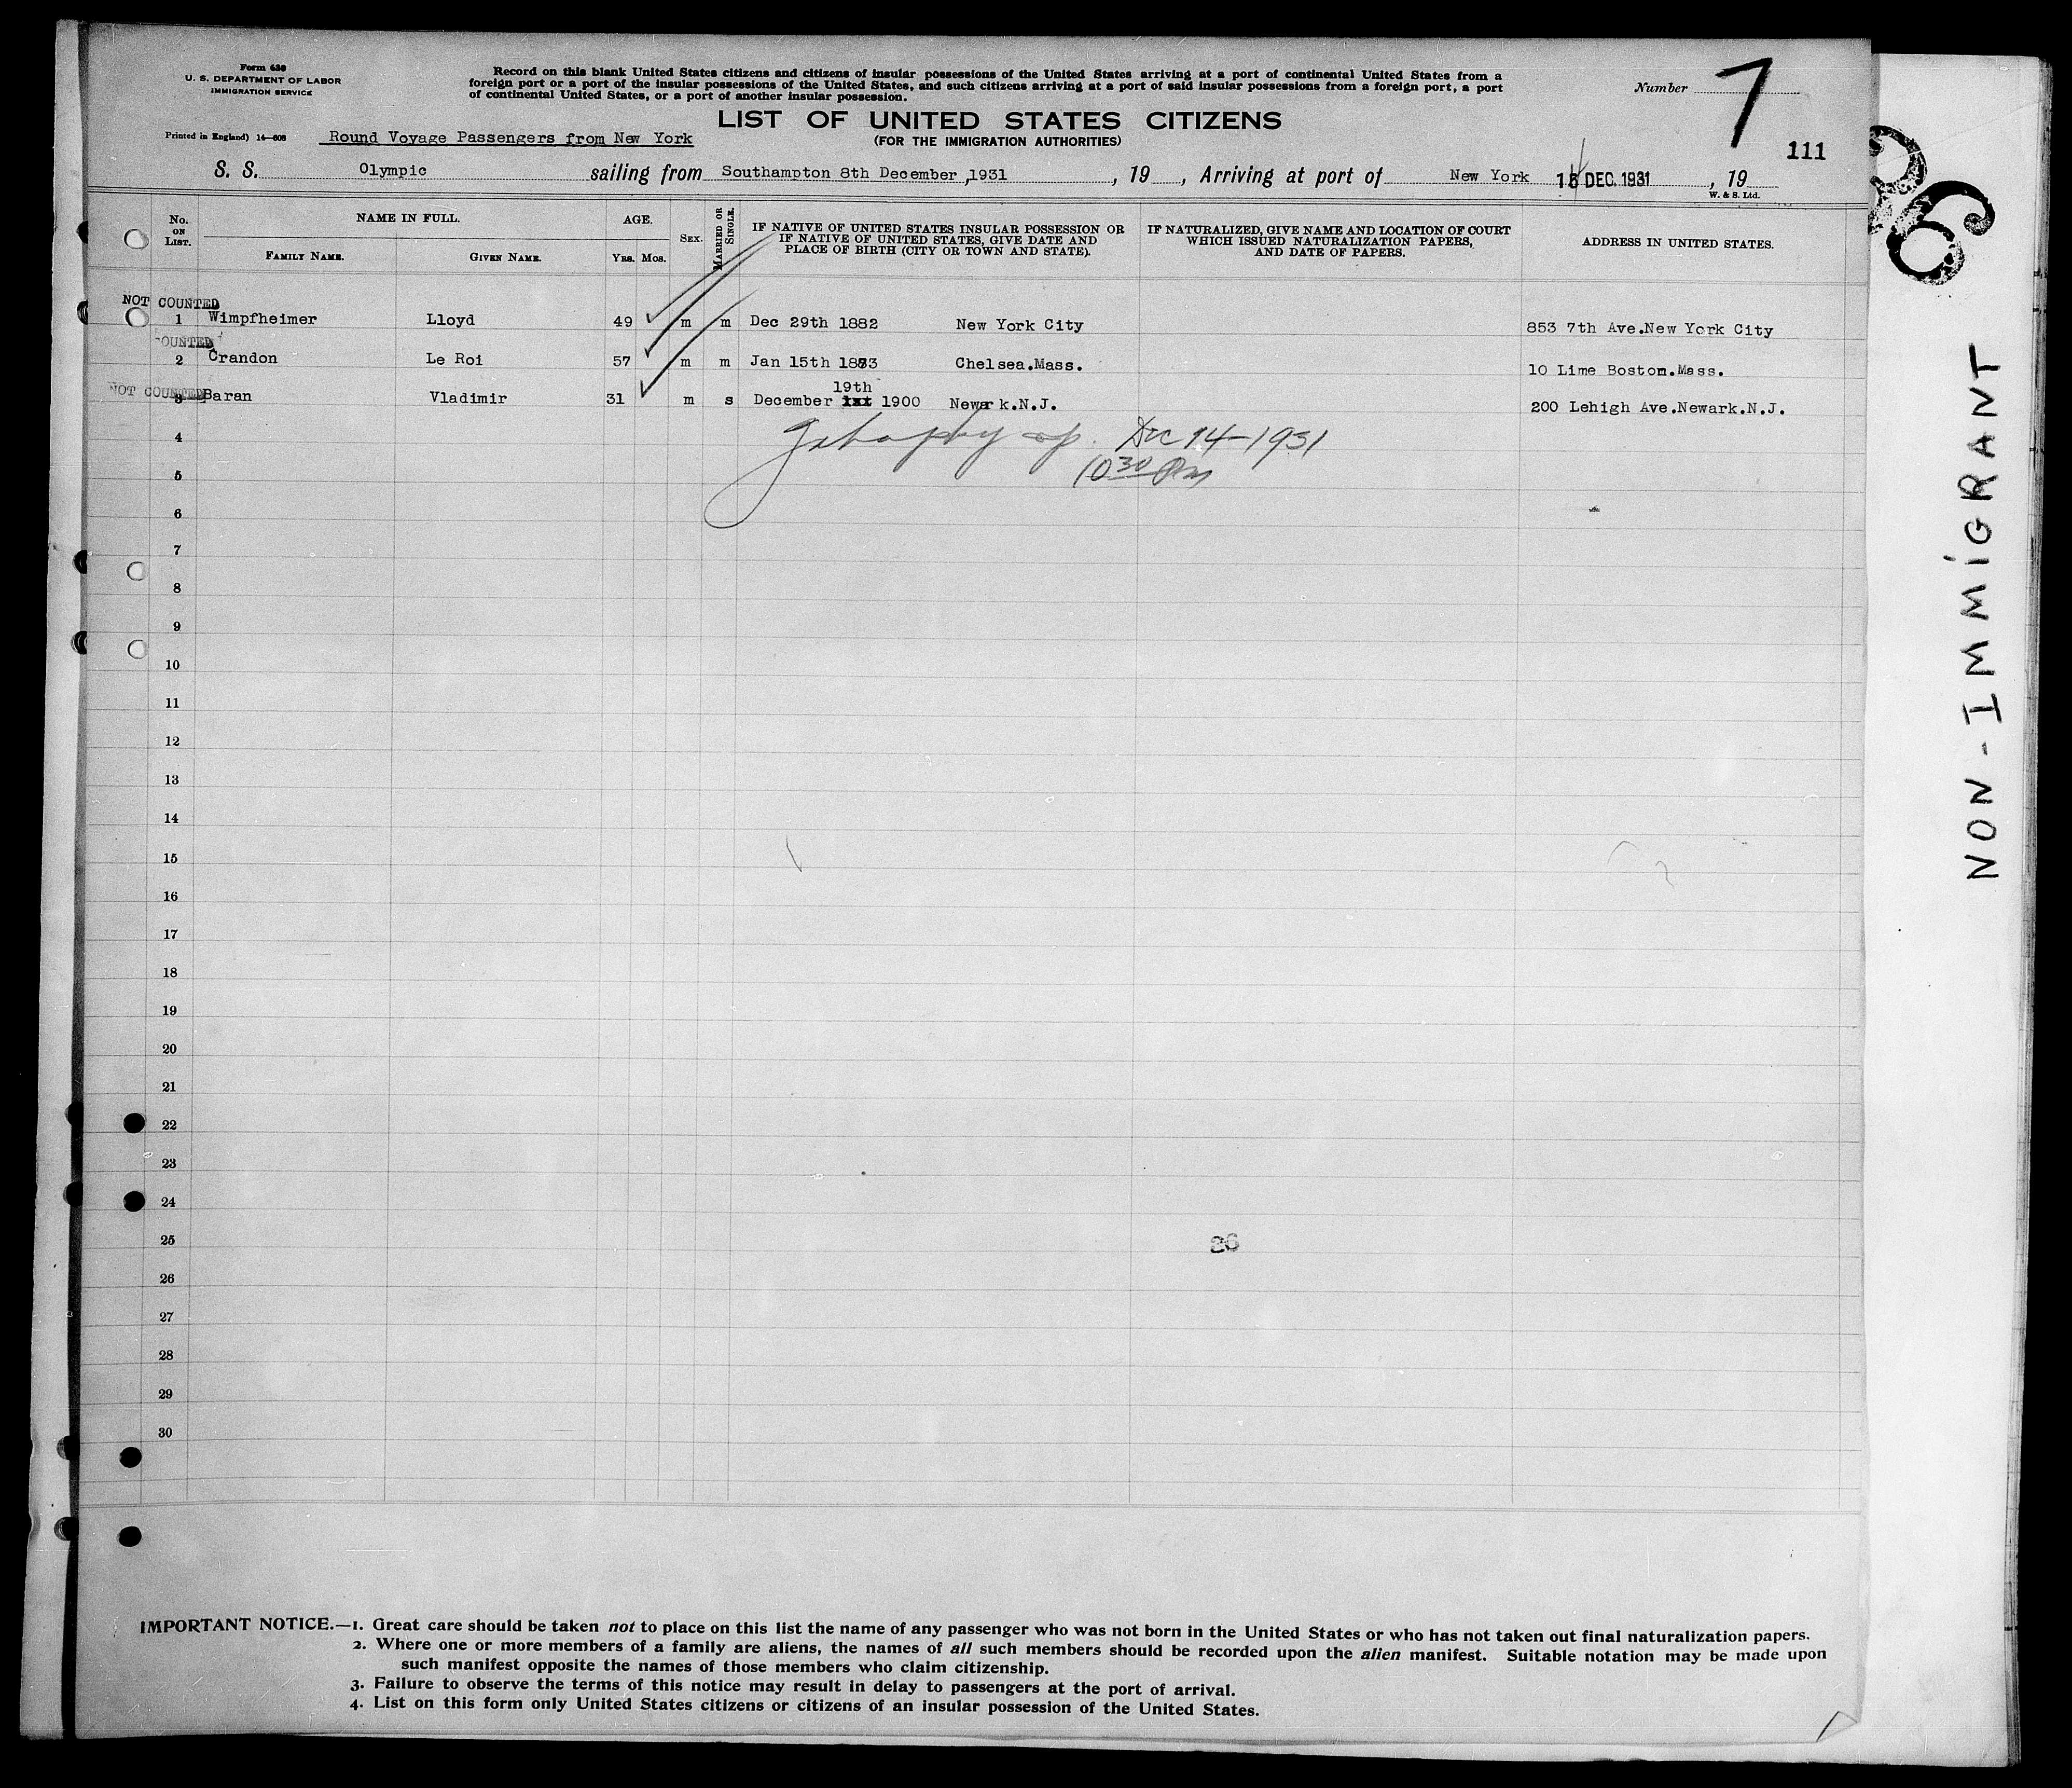 Form 630
U. S. DEPARTMENT OF LABOR
IMMIGRATION SERVICE
Record on this blank United States citizens and citizens of insular possessions of the United States arriving at a port of continental United States from a
foreign port or a port of the insular possessions of the United States, and such citizens arriving at a port of said insular possessions from a foreign port, a port
of continental United States, or a port of another insular possession.
Number 7
LIST OF UNITED STATES CITIZENS
(FOR THE IMMIGRATION AUTHORITIES)
Printed in England) 14—608
Round Voyage Passengers from New York
111
S. S. Olympic sailing from Southampton 8th December ,1931 , 19 , Arriving at port of New York DEC. 1931 , 19
W. & S. Ltd.
No. ON LIST.
NAME IN FULL.
FAMILY NAME. GIVEN NAME.
AGE.
YRS. MOS.
SEX.
MARRIED OR SINGLE.
IF NATIVE OF UNITED STATES INSULAR POSSESSION OR
IF NATIVE OF UNITED STATES, GIVE DATE AND
PLACE OF BIRTH (CITY OR TOWN AND STATE).
IF NATURALIZED, GIVE NAME AND LOCATION OF COURT
WHICH ISSUED NATURALIZATION PAPERS,
AND DATE OF PAPERS.
ADDRESS IN UNITED STATES.
NOT COUNTED
1 Wimpfheimer Lloyd 49 m m Dec 29th 1882 New York City 853 7th Ave.New York City
COUNTED
2 Crandon Le Roi 57 m m Jan 15th Chelsea.Mass. 10 Lime Boston.Mass.
19th
NOT COUNTED
3 Baran Vladimir 31 m s December 1900 Newark.N.J. 200 Lehigh Ave.Newark.N.J.
4 Dec 14-1931
10 30 Pm
5
6
7
8
9
10
11
12
13
14
15
16
17
18
19
20
21
22
23
24
25
26
26
27
28
29
30
IMPORTANT NOTICE.—1. Great care should be taken not to place on this list the name of any passenger who was not born in the United States or who has not taken out final naturalization papers.
2. Where one or more members of a family are aliens, the names of all such members should be recorded upon the alien manifest. Suitable notation may be made upon
such manifest opposite the names of those members who claim citizenship.
3. Failure to observe the terms of this notice may result in delay to passengers at the port of arrival.
4. List on this form only United States citizens or citizens of an insular possession of the United States.
NON-IMMIGRANT